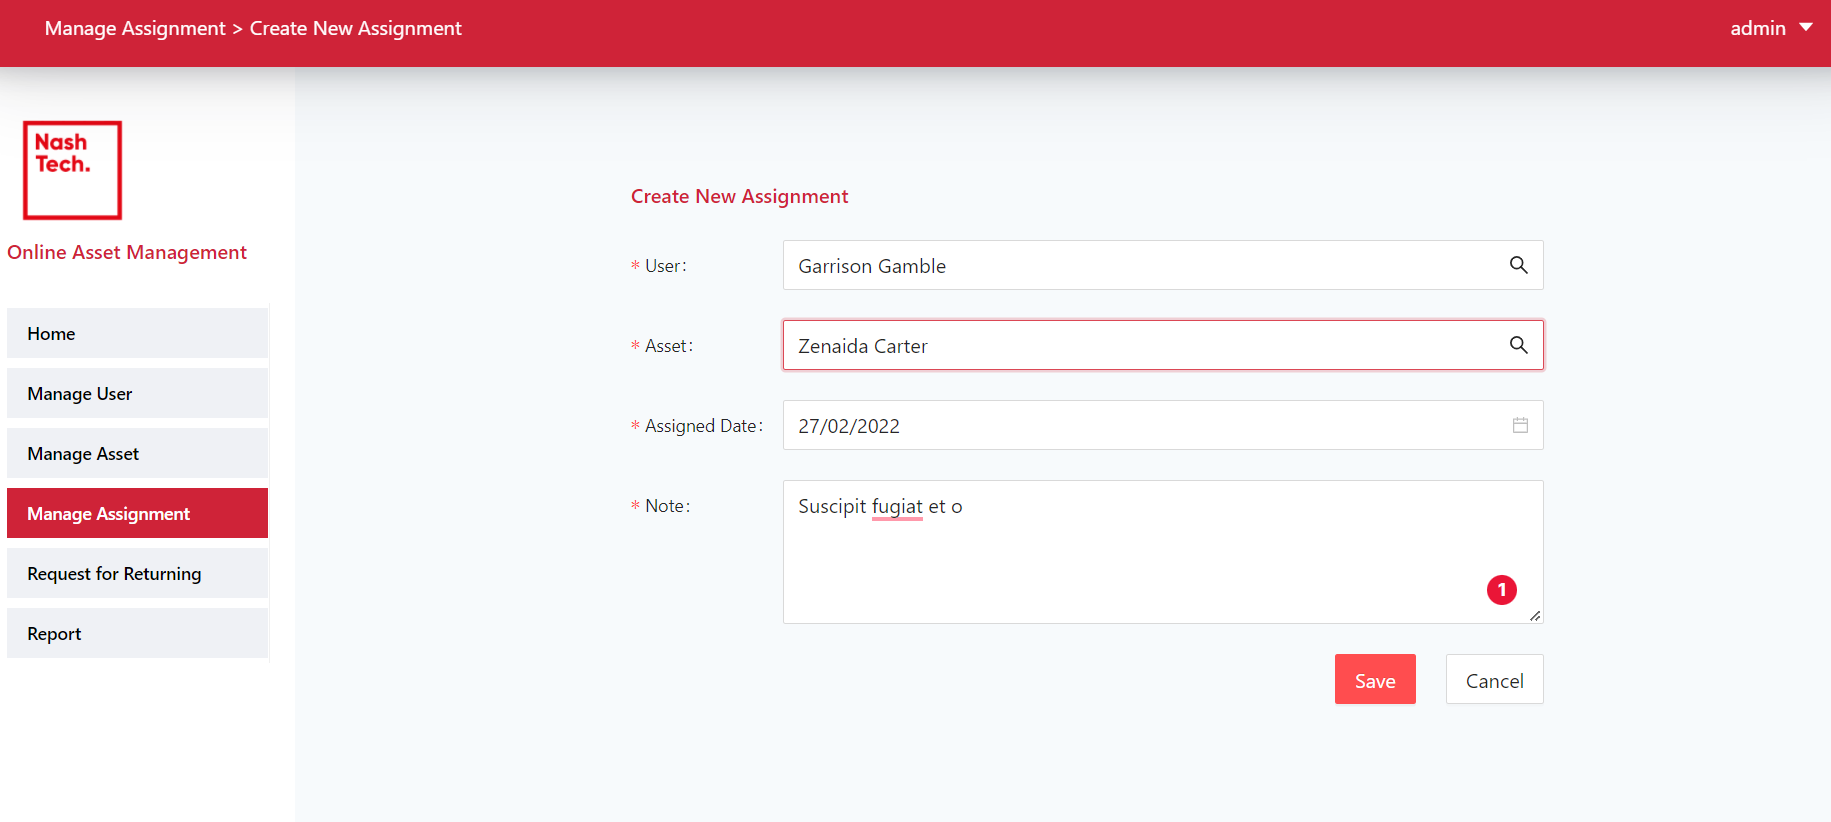 Manage Assignment > Create New Assignment
admin
Nash
Tech.
Online Asset Management
Home
Manage User
Manage Asset
Manage Assignment
Request for Returning
Report
Create New Assignment
* User:
Garrison Gamble
* Asset:
Zenaida Carter
* Assigned Date:
27/02/2022
* Note:
Suscipit fugiat et o
1
Save
Cancel